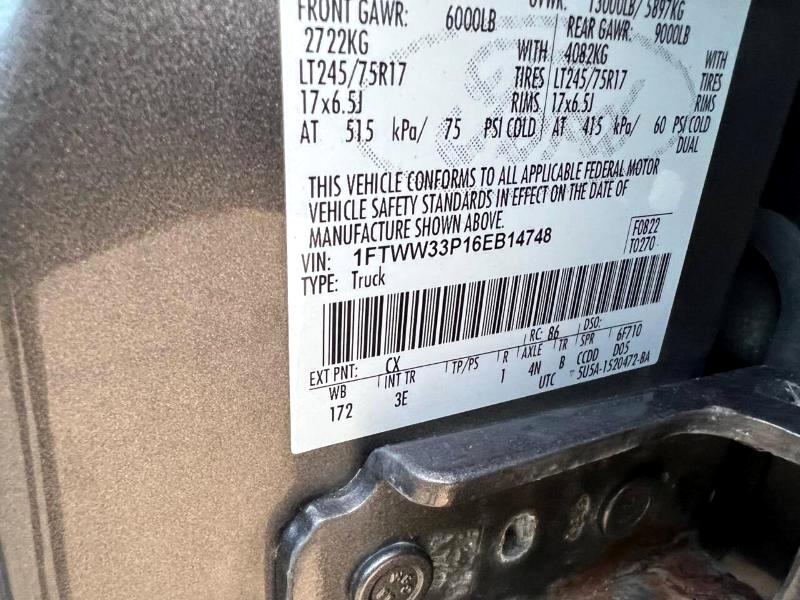 FRONT GAWR: 6000LB GVWR: 13000LB/ 5897KG
2722KG REAR GAWR: 9000LB
WITH 4082KG WITH
LT245/75R17 TIRES LT245/75R17 TIRES
17x6.5J RIMS 17x6.5J RIMS
AT 515 kPa/ 75 PSI COLD AT 415 kPa/ 60 PSI COLD
DUAL
THIS VEHICLE CONFORMS TO ALL APPLICABLE FEDERAL MOTOR
VEHICLE SAFETY STANDARDS IN EFFECT ON THE DATE OF
MANUFACTURE SHOWN ABOVE.
VIN: 1FTWW33P16EB14748 F0822
TYPE: Truck T0270
RC: 86 DSO:
EXT PNT: CX 6F710
WB INT TR TP/PS R AXLE TR SPR
172 3E 1 4N B CCDD D05
UTC 5U5A-1520472-BA